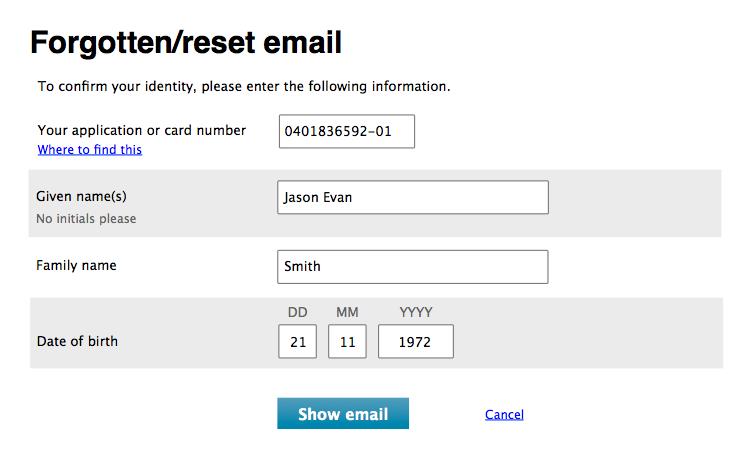 Forgotten/reset email
To confirm your identity, please enter the following information.
Your application or card number 0401836592-01
Where to find this
Given name(s) Jason Evan
No initials please
Family name Smith
DD MM YYYY
Date of birth 21 11 1972
Show email Cancel